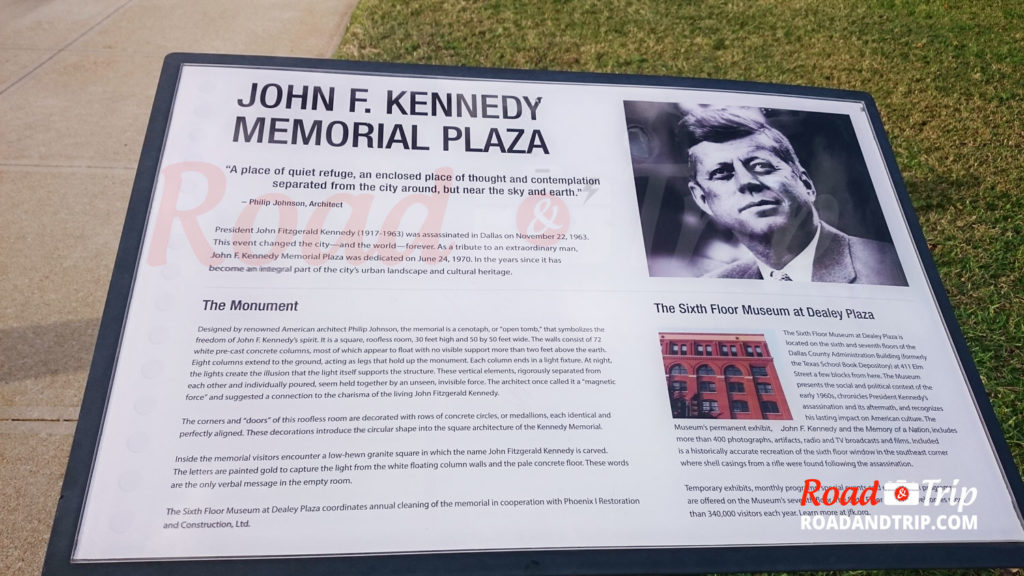 JOHN F. KENNEDY
MEMORIAL PLAZA
“A place of quiet refuge, an enclosed place of thought and contemplation
separated from the city around, but near the sky and earth.”
– Philip Johnson, Architect
President John Fitzgerald Kennedy (1917-1963) was assassinated in Dallas on November 22, 1963.
This event changed the city—and the world—forever. As a tribute to an extraordinary man,
John F. Kennedy Memorial Plaza was dedicated on June 24, 1970. In the years since it has
become an integral part of the city’s urban landscape and cultural heritage.
Road & Trip
The Monument
Designed by renowned American architect Philip Johnson, the memorial is a cenotaph, or “open tomb,” that symbolizes the
freedom of John F. Kennedy’s spirit. It is a square, roofless room, 30 feet high and 50 by 50 feet wide. The walls consist of 72
white pre-cast concrete columns, most of which appear to float with no visible support more than two feet above the earth.
Eight columns extend to the ground, acting as legs that hold up the monument. Each column ends in a light fixture. At night,
the lights create the illusion that the light itself supports the structure. These vertical elements, rigorously separated from
each other and individually poured, seem held together by an unseen, invisible force. The architect once called it a “magnetic
force” and suggested a connection to the charisma of the living John Fitzgerald Kennedy.
The corners and “doors” of this roofless room are decorated with rows of concrete circles, or medallions, each identical and
perfectly aligned. These decorations introduce the circular shape into the square architecture of the Kennedy Memorial.
Inside the memorial visitors encounter a low-hewn granite square in which the name John Fitzgerald Kennedy is carved.
The letters are painted gold to capture the light from the white floating column walls and the pale concrete floor. These words
are the only verbal message in the empty room.
The Sixth Floor Museum at Dealey Plaza coordinates annual cleaning of the memorial in cooperation with Phoenix I Restoration
and Construction, Ltd.
The Sixth Floor Museum at Dealey Plaza
The Sixth Floor Museum at Dealey Plaza is
located on the sixth and seventh floors of the
Dallas County Administration Building (formerly
the Texas School Book Depository) at 411 Elm
Street a few blocks from here. The Museum
presents the social and political context of the
early 1960s, chronicles President Kennedy’s
assassination and its aftermath, and recognizes
his lasting impact on American culture. The
Museum’s permanent exhibit, John F. Kennedy and the Memory of a Nation, includes
more than 400 photographs, artifacts, radio and TV broadcasts and films. Included
is a historically accurate recreation of the sixth floor window in the southeast corner
where shell casings from a rifle were found following the assassination.
Temporary exhibits, monthly programs, special events
are offered on the Museum’s seventh
than 340,000 visitors each year. Learn more at jfk.org.
Road & Trip
ROADANDTRIP.COM